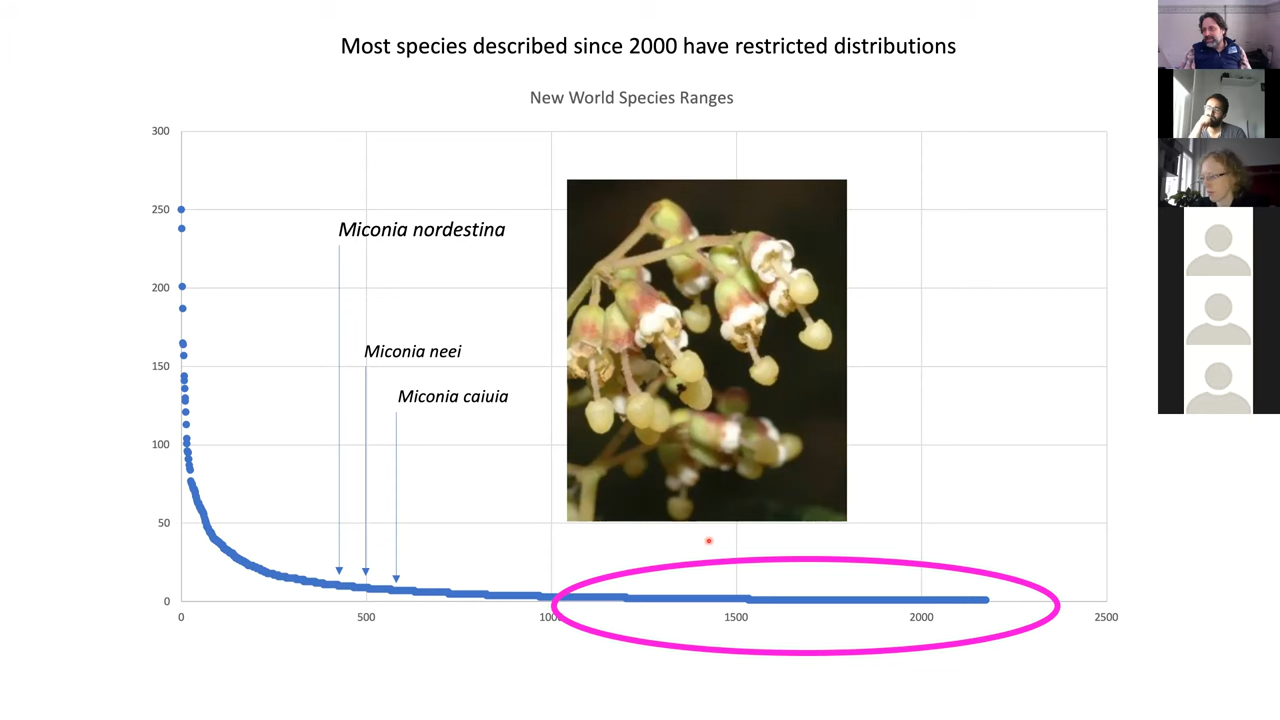 Most species described since 2000 have restricted distributions
New World Species Ranges
300
250
200
150
100
50
0
Miconia nordestina
Miconia neei
Miconia caiuia
0
500
1000
1500
2000
2500